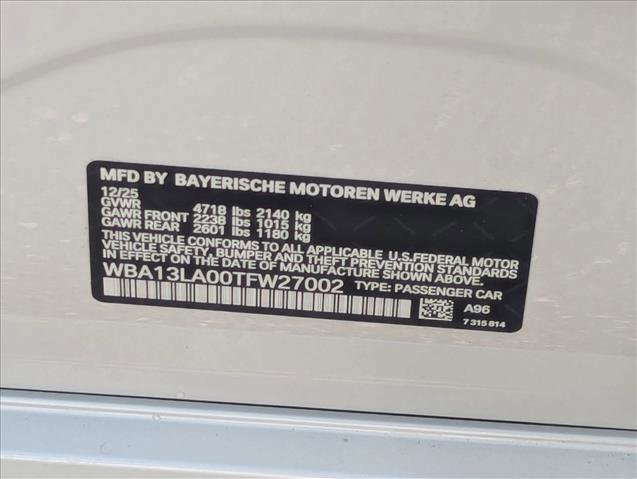 MFD BY BAYERISCHE MOTOREN WERKE AG
12/25
GVWR 4718 lbs 2140 kg
GAWR FRONT 2238 lbs 1015 kg
GAWR REAR 2601 lbs 1180 kg
THIS VEHICLE CONFORMS TO ALL APPLICABLE U.S.FEDERAL MOTOR
VEHICLE SAFETY, BUMPER AND THEFT PREVENTION STANDARDS
IN EFFECT ON THE DATE OF MANUFACTURE SHOWN ABOVE.
WBA13LA00TFW27002 TYPE: PASSENGER CAR
A96
7 315 814